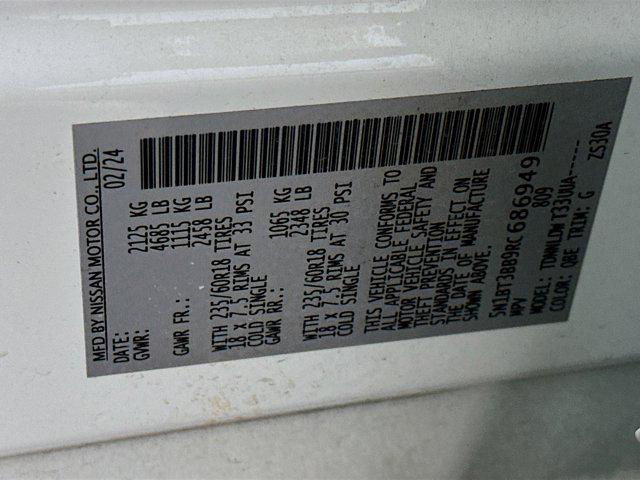 MFD BY NISSAN MOTOR CO., LTD.
DATE: 02/24
GVWR: 2125 KG
4685 LB
GAWR FR.: 1115 KG
2458 LB
WITH 235/60R18 TIRES
18 X 7.5 RIMS AT 33 PSI
COLD SINGLE
GAWR RR.: 1065 KG
2348 LB
WITH 235/60R18 TIRES
18 X 7.5 RIMS AT 30 PSI
COLD SINGLE
THIS VEHICLE CONFORMS TO
ALL APPLICABLE FEDERAL
MOTOR VEHICLE SAFETY AND
THEFT PREVENTION
STANDARDS IN EFFECT ON
THE DATE OF MANUFACTURE
SHOWN ABOVE.
5N1BT3BB9RC686949
MPV 809
MODEL: TDWNLDW T33UUA------
COLOR: QBE TRIM: G ZS30A